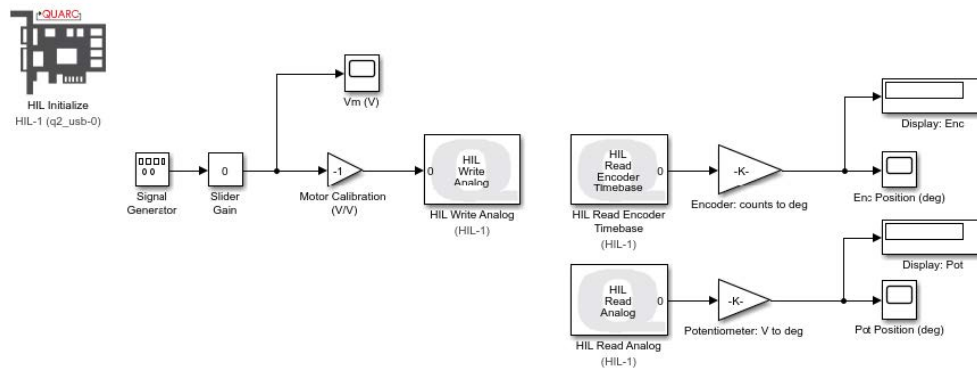 QUARC
HIL Initialize
HIL-1 (q2_usb-0)
Vm (V)
0
-1
0
HIL
Write
Analog
Signal
Generator
Slider
Gain
Motor Calibration
(V/V)
HIL Write Analog
(HIL-1)
HIL
Read
Encoder
Timebase
0
-K-
Display: Enc
HIL Read Encoder
Timebase
(HIL-1)
Encoder: counts to deg
Enc Position (deg)
HIL
Read
Analog
0
-K-
Display: Pot
HIL Read Analog
(HIL-1)
Potentiometer: V to deg
Pot Position (deg)